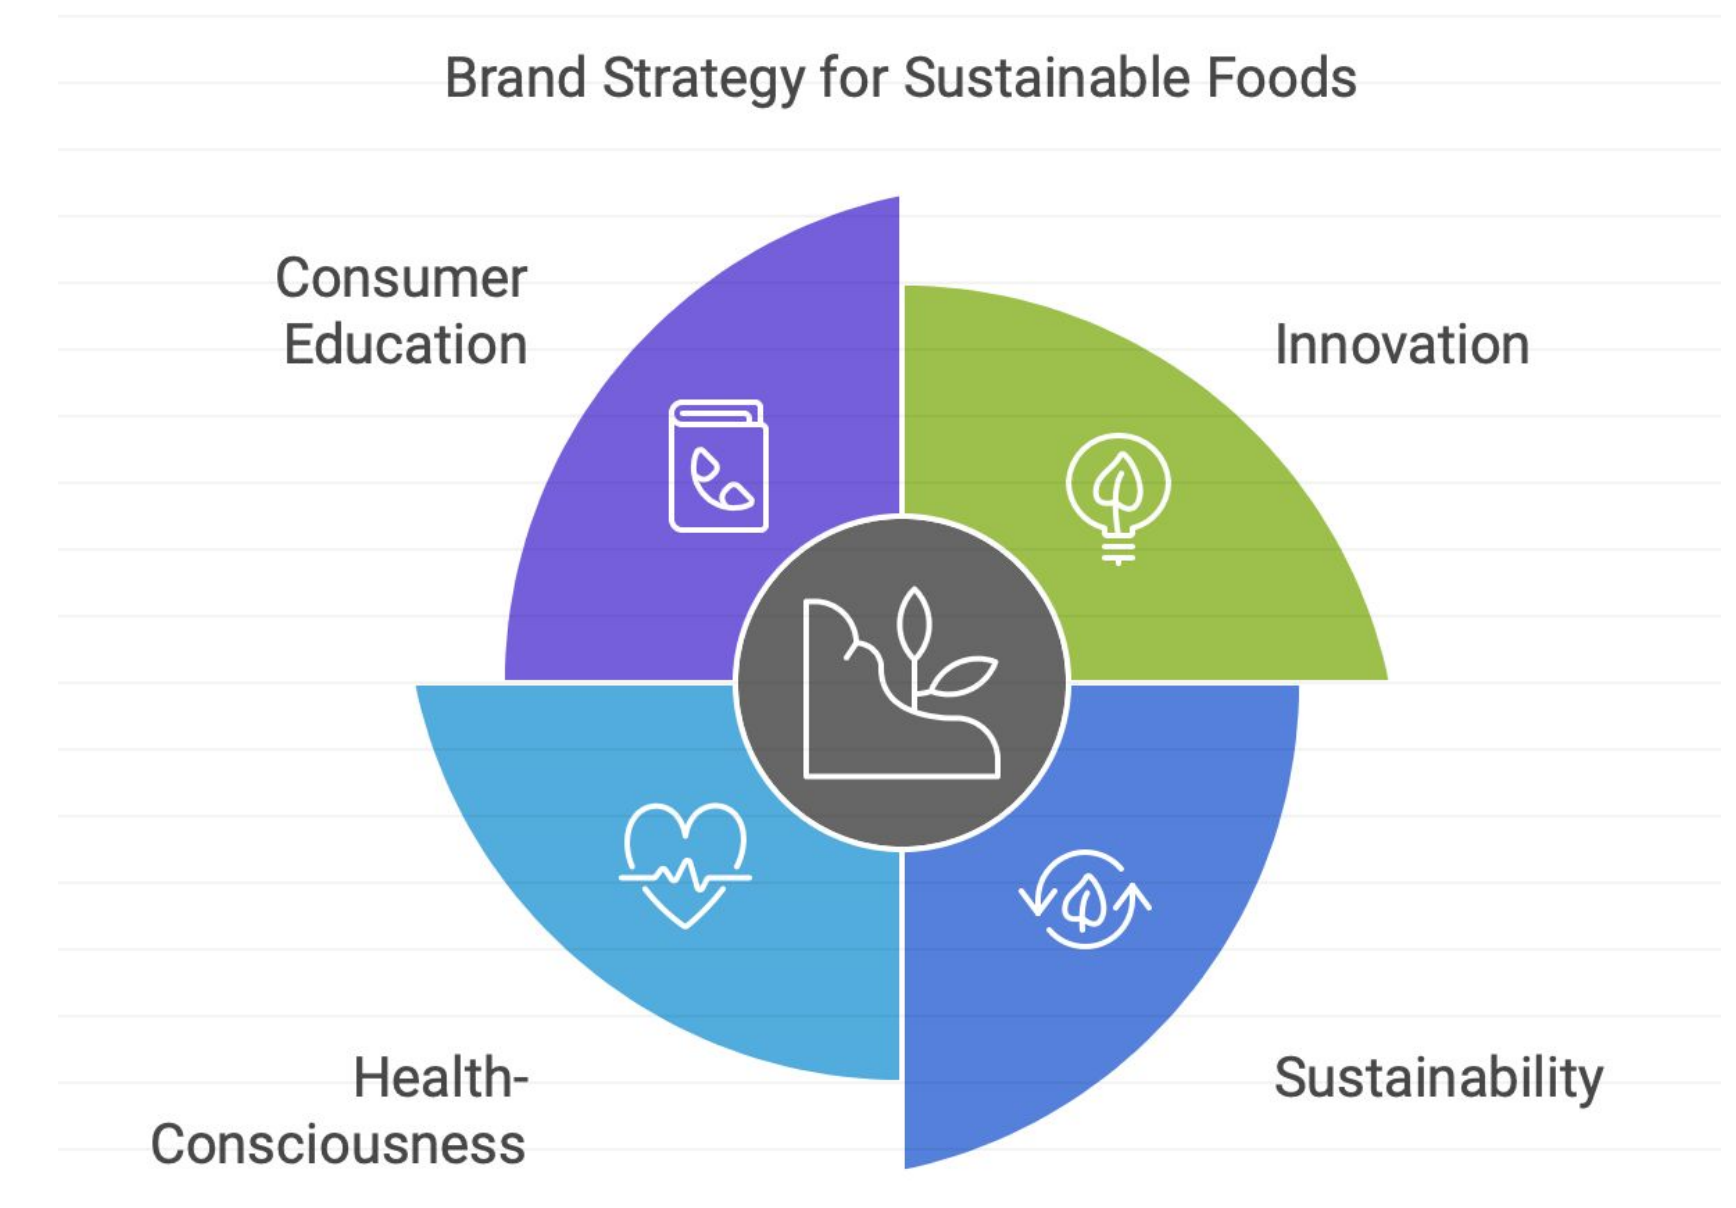 Brand Strategy for Sustainable Foods
Consumer
Education
Innovation
Health-
Consciousness
Sustainability